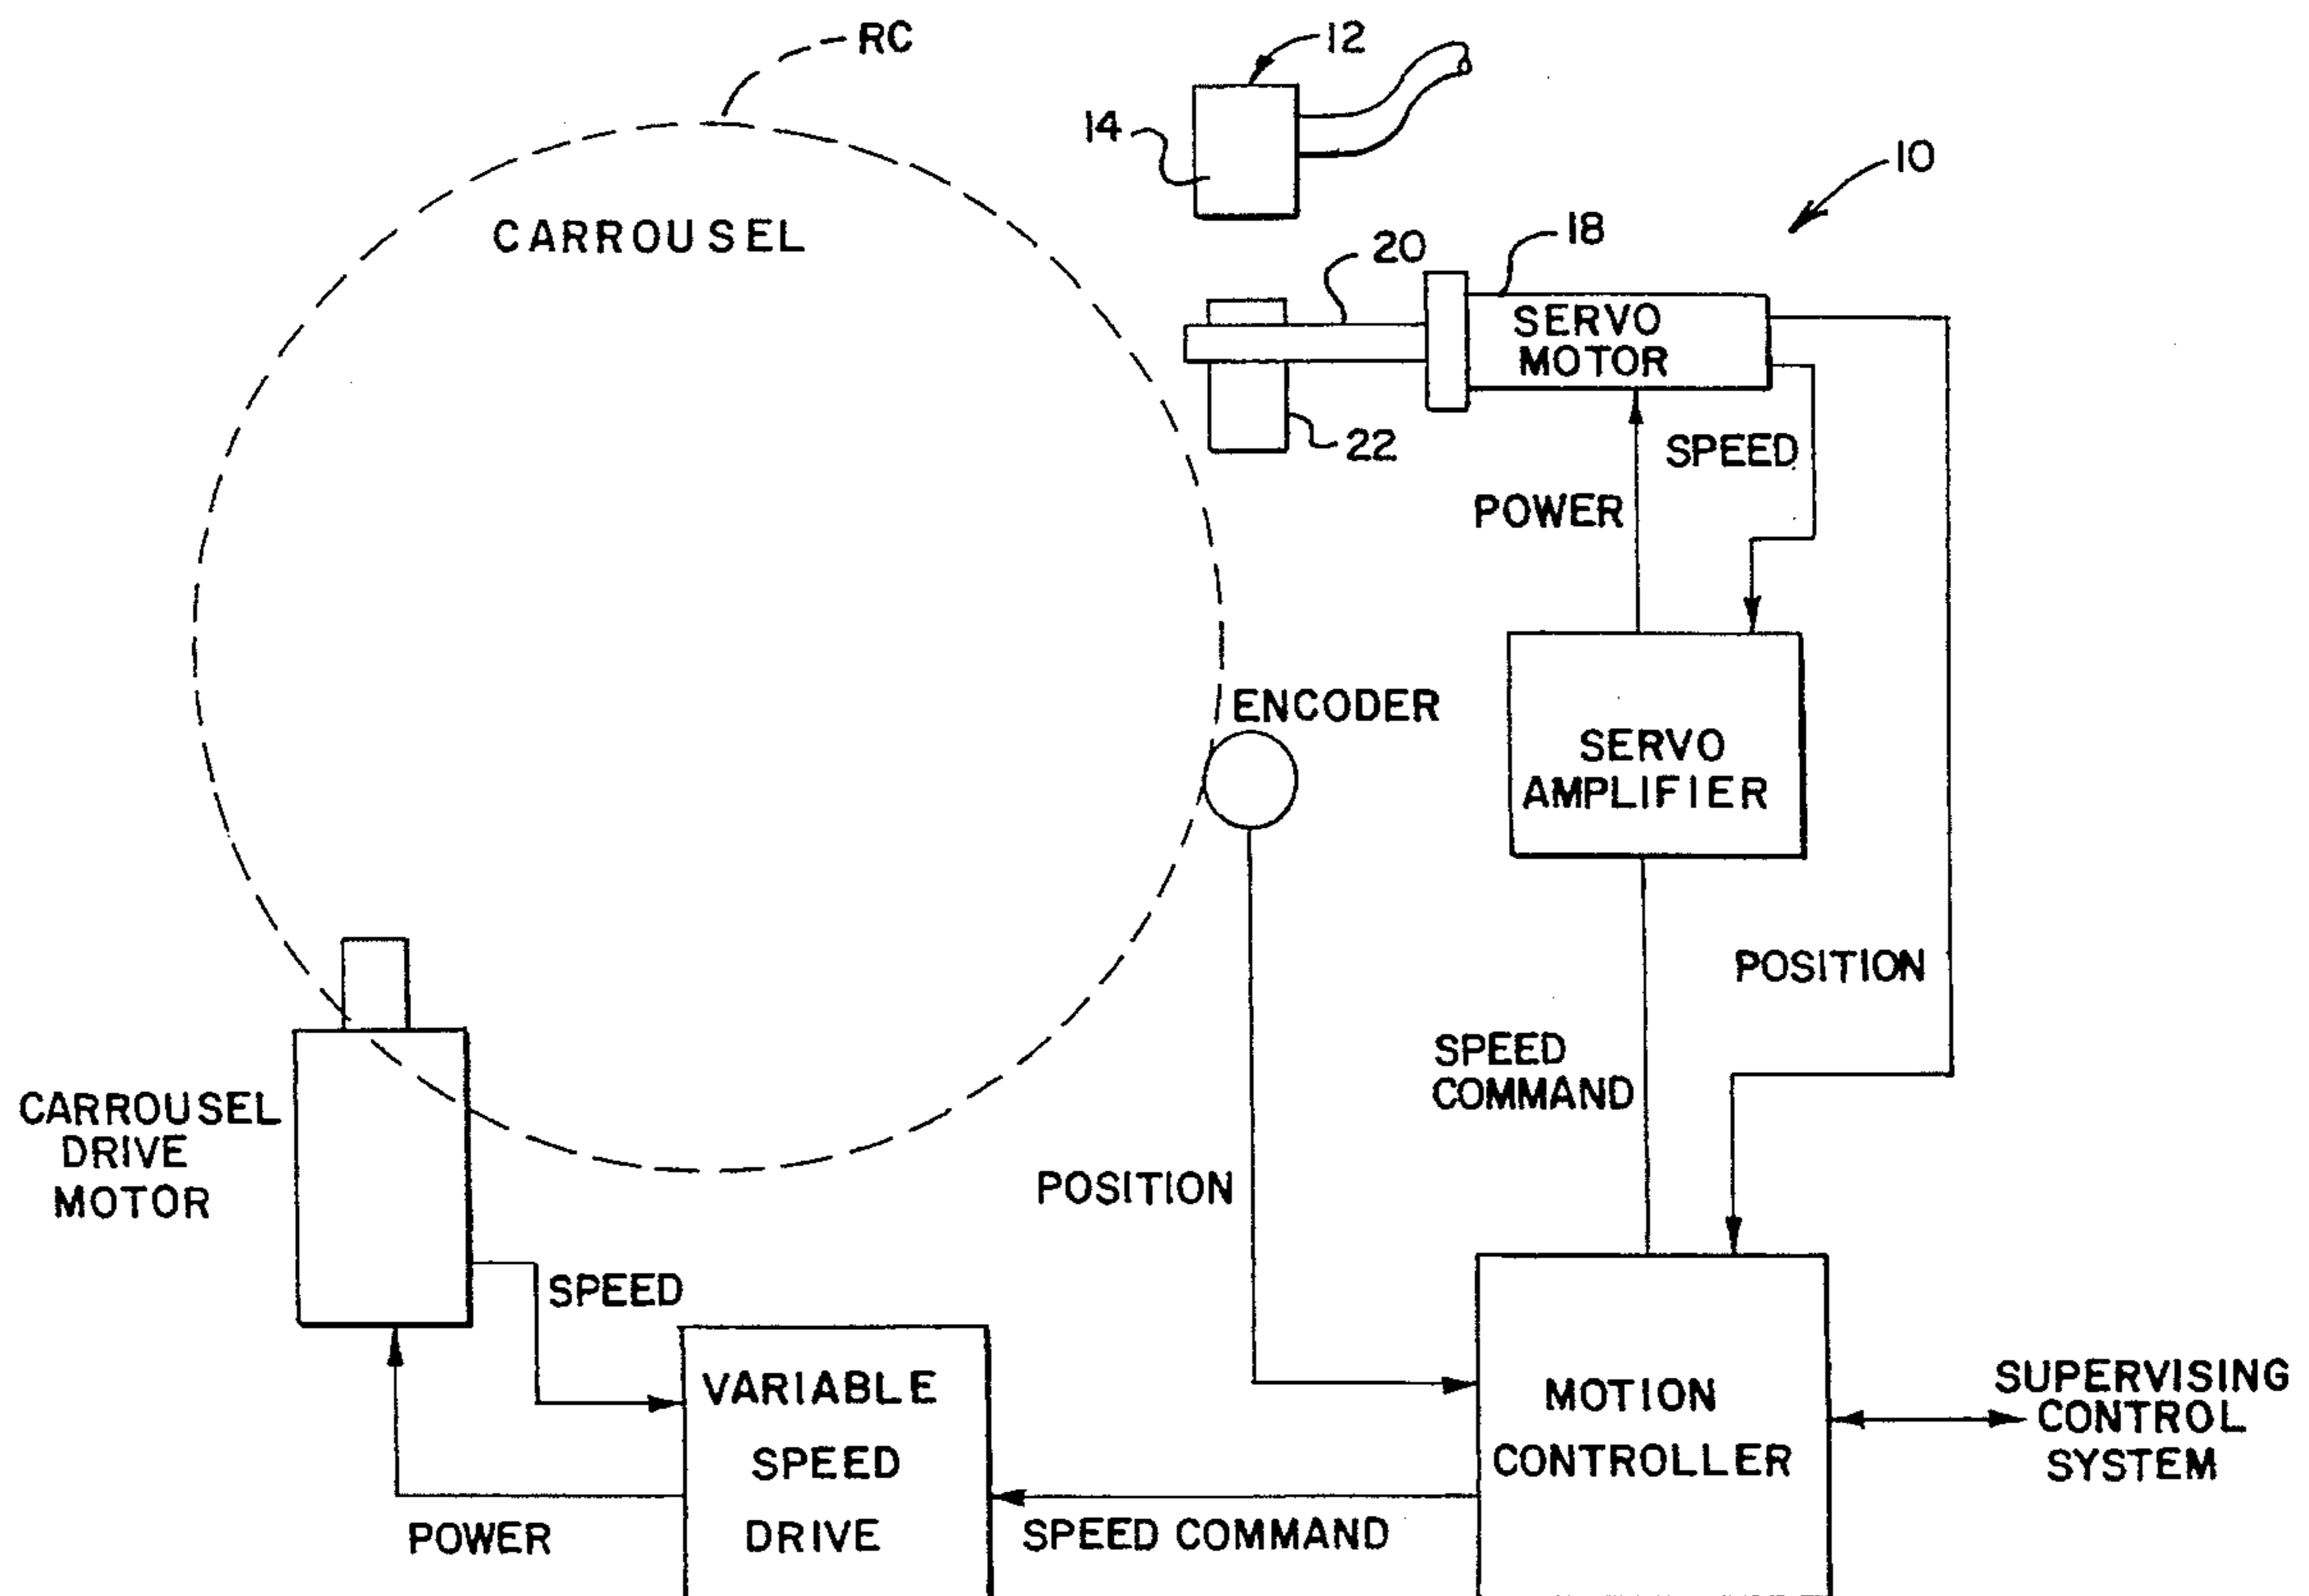 RC
12
14
10
CARROUSEL
18
20
SERVO
MOTOR
22
SPEED
POWER
ENCODER
SERVO
AMPLIFIER
POSITION
SPEED
COMMAND
CARROUSEL
DRIVE
MOTOR
POSITION
SPEED
VARIABLE
SPEED
DRIVE
MOTION
CONTROLLER
SUPERVISING
CONTROL
SYSTEM
POWER
SPEED COMMAND